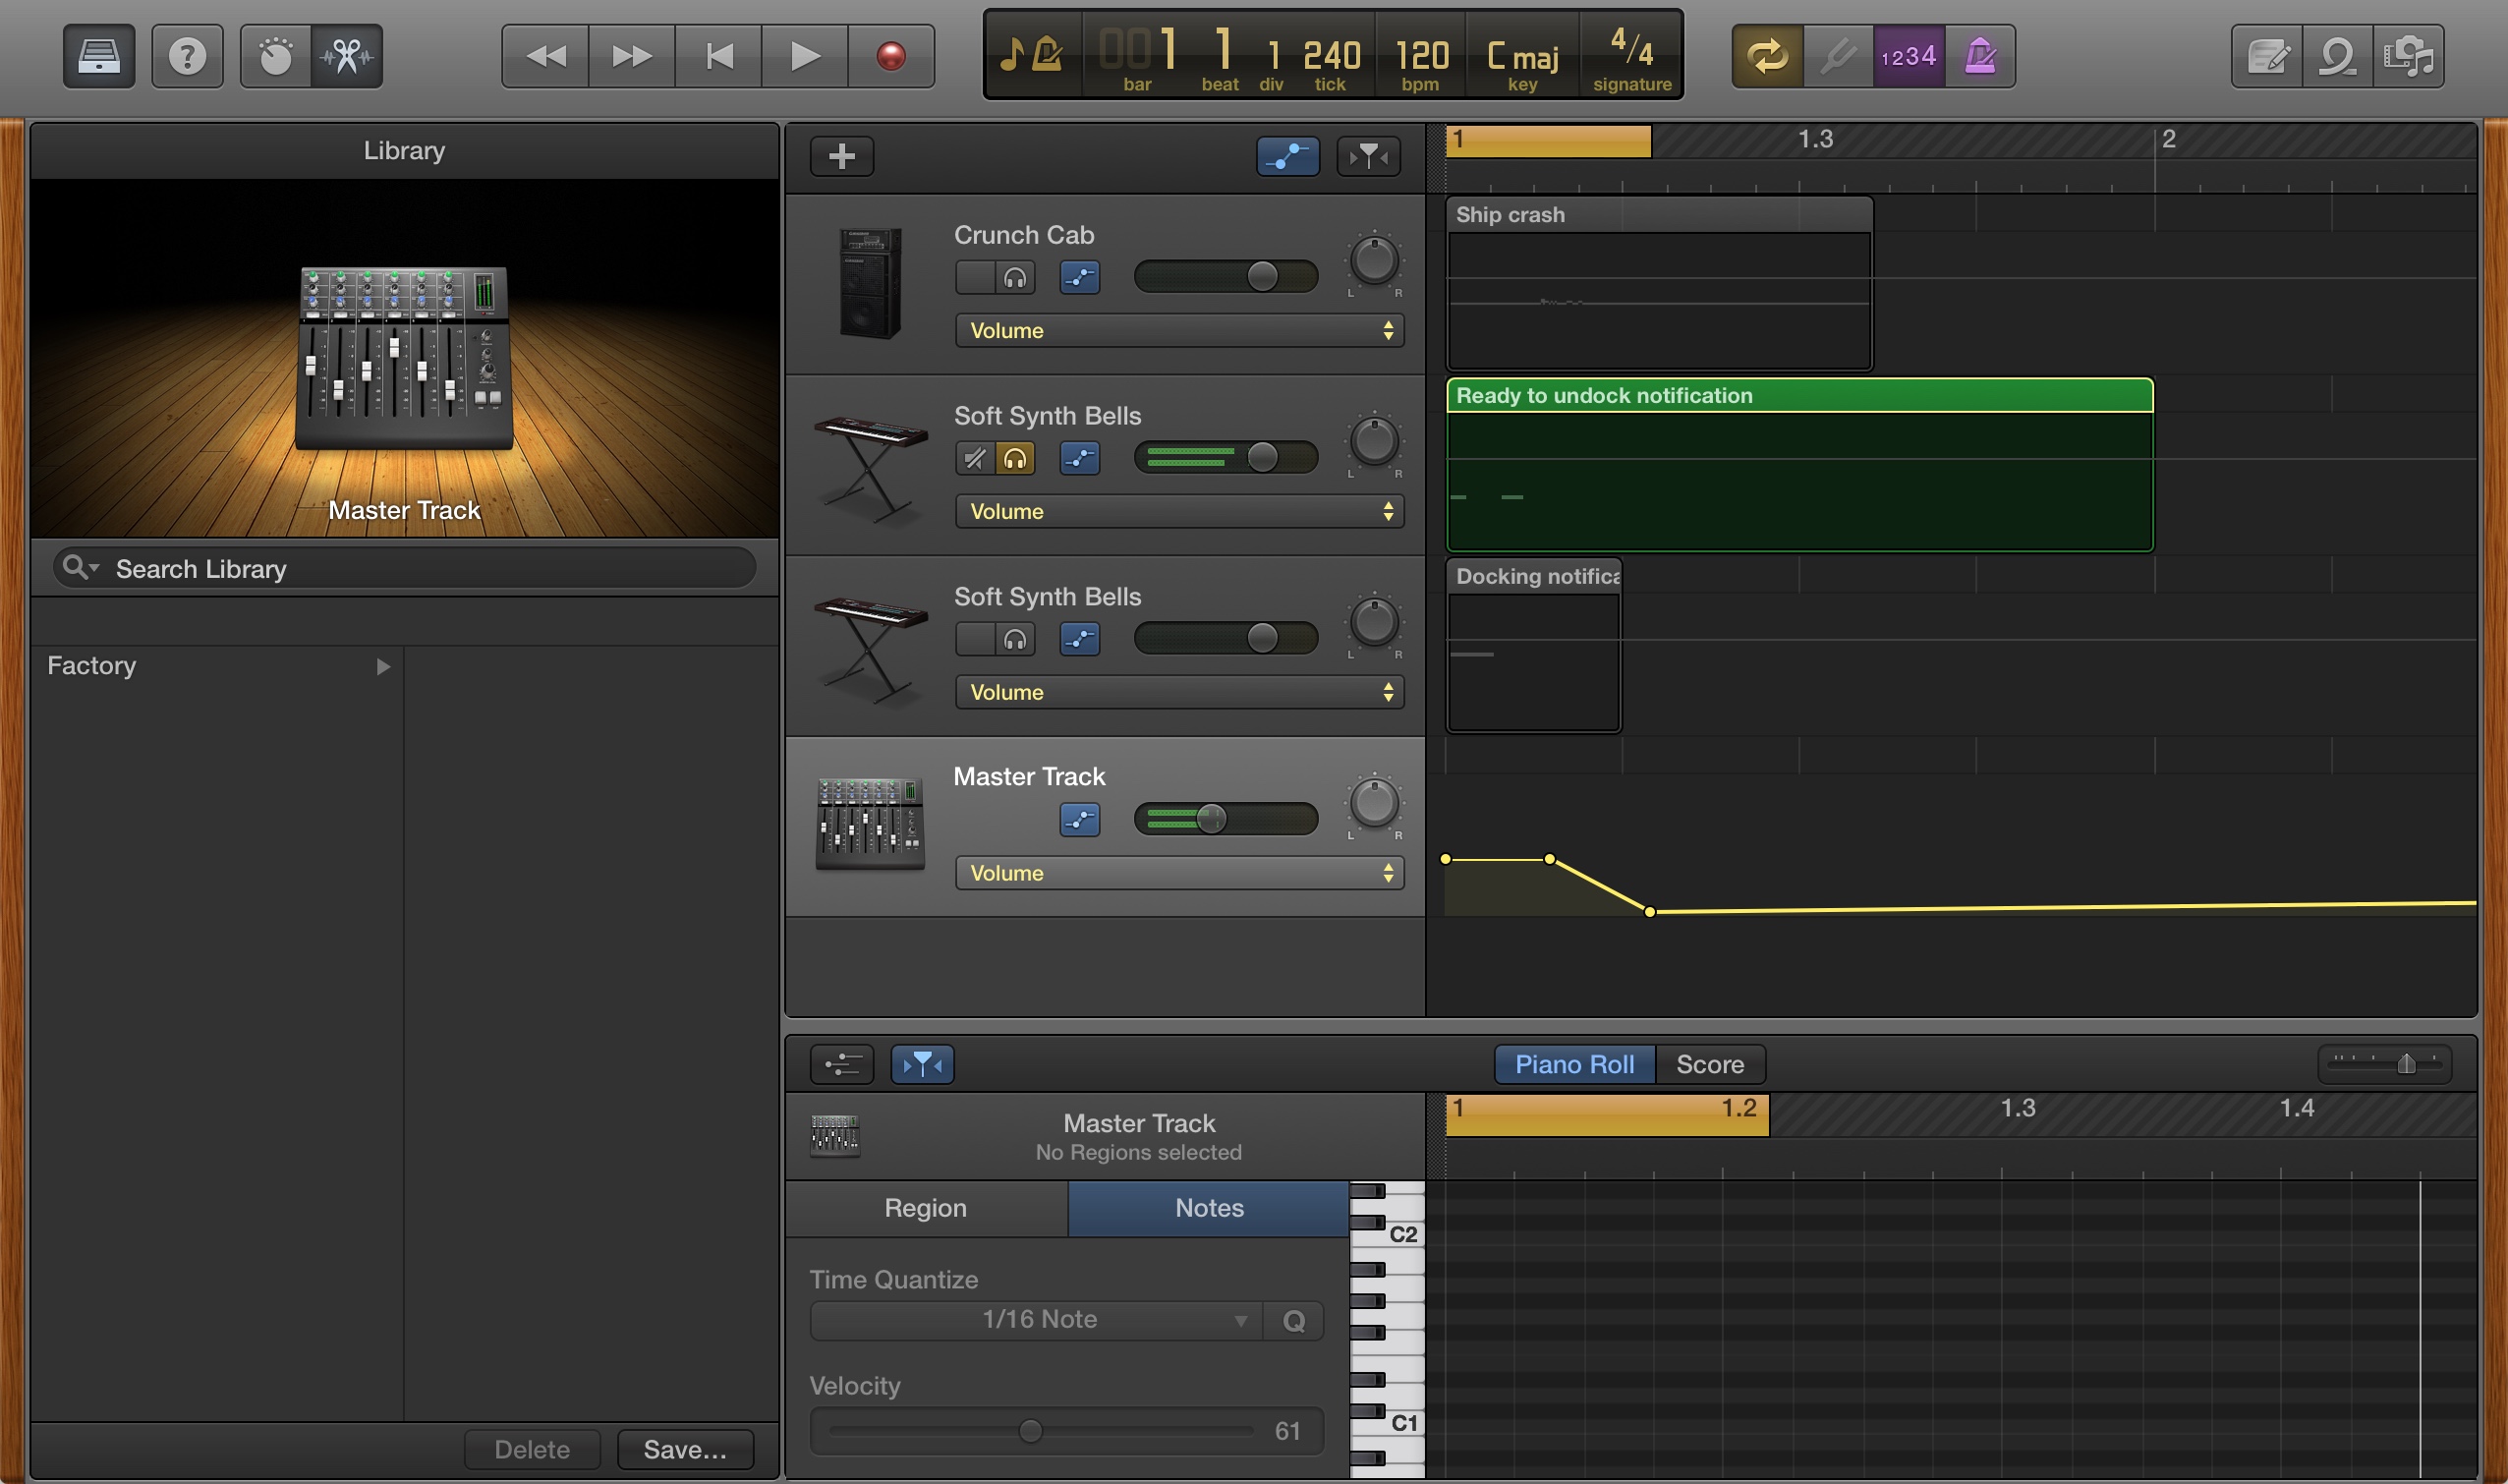 001 1 1 240 120 C maj 4/4
bar beat div tick bpm key signature
1234
Library
Master Track
Search Library
Factory
Delete
Save...
1 1.3 2
Crunch Cab
L R
Volume
Ship crash
Soft Synth Bells
L R
Volume
Ready to undock notification
Soft Synth Bells
L R
Volume
Docking notifica
Master Track
L R
Volume
Piano Roll
Score
Master Track
No Regions selected
1 1.2 1.3 1.4
Region
Notes
Time Quantize
1/16 Note
Q
Velocity
61
C2
C1